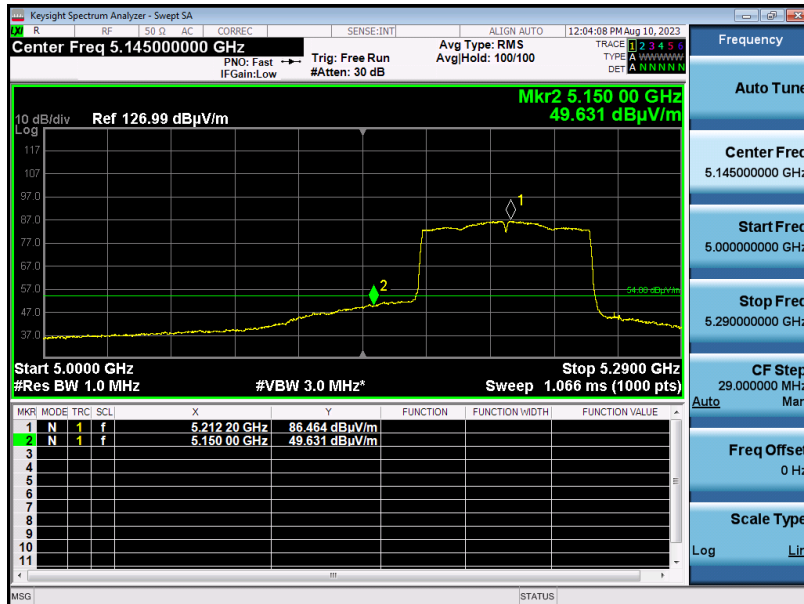 Keysight Spectrum Analyzer - Swept SA
LXI R RF 50 Ω AC CORREC SENSE:INT ALIGN AUTO 12:04:08 PM Aug 10, 2023
Center Freq 5.145000000 GHz
PNO: Fast
IFGain:Low
Trig: Free Run
#Atten: 30 dB
Avg Type: RMS
Avg|Hold: 100/100
TRACE 1 2 3 4 5 6
TYPE A WWWWW
DET A N N N N N
Mkr2 5.150 00 GHz
49.631 dBµV/m
10 dB/div Ref 126.99 dBµV/m
Log
117
107
97.0
87.0
77.0
67.0
57.0
47.0
37.0
1
2
54.00 dBµV/m
Start 5.0000 GHz Stop 5.2900 GHz
#Res BW 1.0 MHz #VBW 3.0 MHz* Sweep 1.066 ms (1000 pts)
MKR MODE TRC SCL X Y FUNCTION FUNCTION WIDTH FUNCTION VALUE
1 N 1 f 5.212 20 GHz 86.464 dBµV/m
2 N 1 f 5.150 00 GHz 49.631 dBµV/m
3
4
5
6
7
8
9
10
11
MSG STATUS
Frequency
Auto Tune
Center Freq
5.145000000 GHz
Start Freq
5.000000000 GHz
Stop Freq
5.290000000 GHz
CF Step
29.000000 MHz
Auto Man
Freq Offset
0 Hz
Scale Type
Log Lin